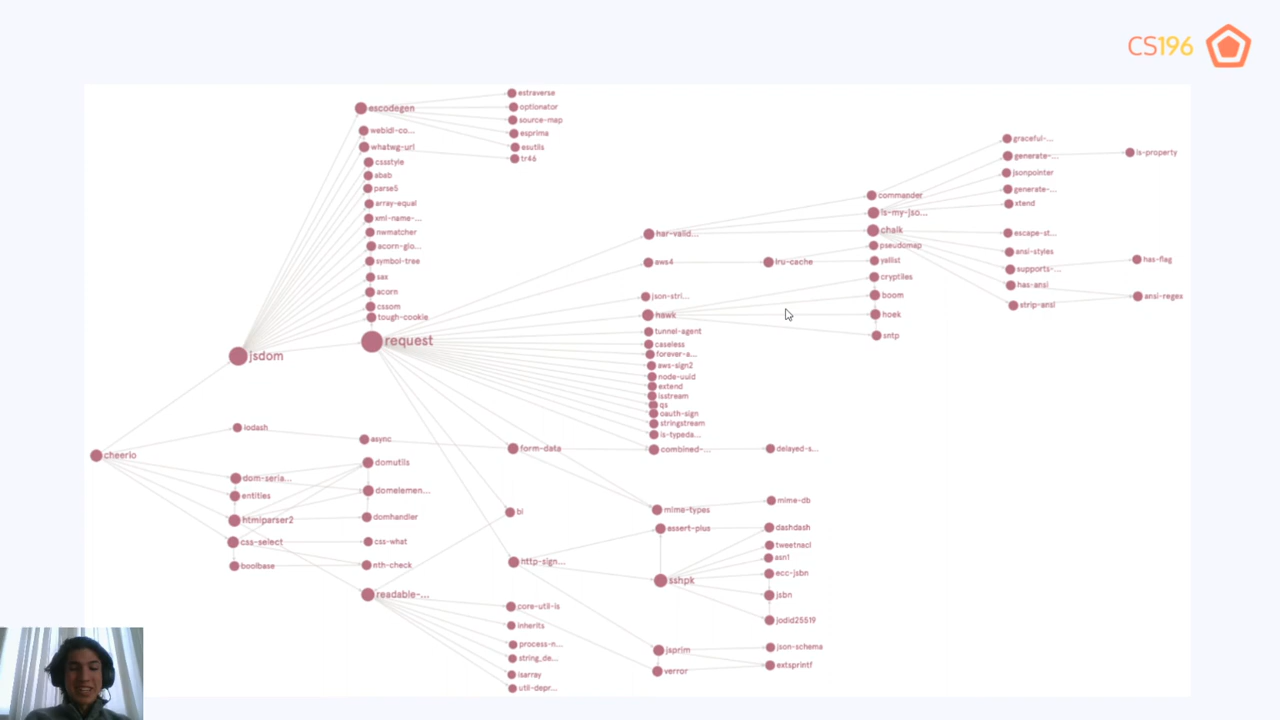 CS196
escodegen
estraverse
optionator
source-map
esprima
esutils
tr46
webidl-co...
whatwg-url
cssstyle
abab
parse5
array-equal
xml-name-...
nwmatcher
acorn-glo...
symbol-tree
sax
acorn
cssom
tough-cookie
request
jsdom
cheerio
lodash
async
dom-seria...
entities
htmlparser2
css-select
boolbase
domutils
domelemen...
domhandler
css-what
nth-check
readable-...
form-data
bl
http-sign...
core-util-is
inherits
process-n...
string_de...
isarray
util-depr...
har-valid...
aws4
json-stri...
hawk
tunnel-agent
caseless
forever-a...
aws-sign2
node-uuid
extend
isstream
qs
oauth-sign
stringstream
is-typeda...
combined-...
mime-types
assert-plus
sshpk
jsprim
verror
lru-cache
delayed-s...
mime-db
dashdash
tweetnacl
asn1
ecc-jsbn
jsbn
jodid25519
json-schema
extsprintf
commander
is-my-jso...
chalk
pseudomap
yallist
cryptiles
boom
hoek
sntp
graceful-...
generate-...
jsonpointer
generate-...
xtend
escape-st...
ansi-styles
supports-...
has-ansi
strip-ansi
is-property
has-flag
ansi-regex